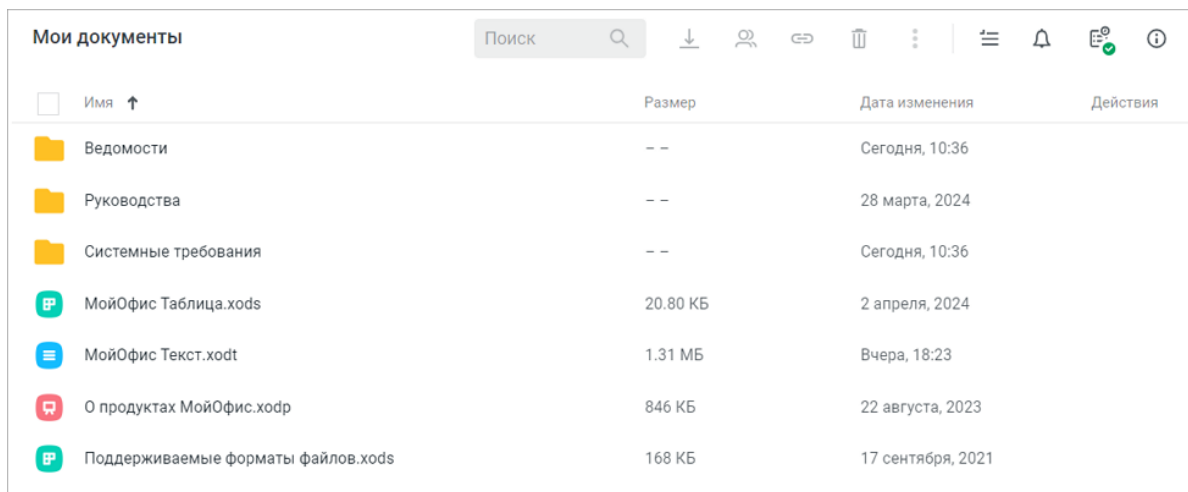 Мои документы Поиск
Имя Размер Дата изменения Действия
Ведомости – – Сегодня, 10:36
Руководства – – 28 марта, 2024
Системные требования – – Сегодня, 10:36
МойОфис Таблица.xods 20.80 КБ 2 апреля, 2024
МойОфис Текст.xodt 1.31 МБ Вчера, 18:23
О продуктах МойОфис.xodp 846 КБ 22 августа, 2023
Поддерживаемые форматы файлов.xods 168 КБ 17 сентября, 2021